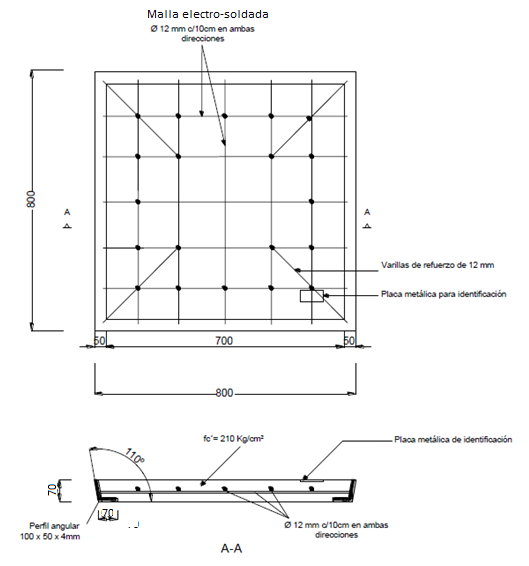 Malla electro-soldada
Ø 12 mm c/10cm en ambas
direcciones
800
A
A
Varillas de refuerzo de 12 mm
Placa metálica para identificación
50
700
50
800
fc´= 210 Kg/cm²
Placa metálica de identificación
110º
70
70
Perfil angular
100 x 50 x 4mm
Ø 12 mm c/10cm en ambas
direcciones
A-A